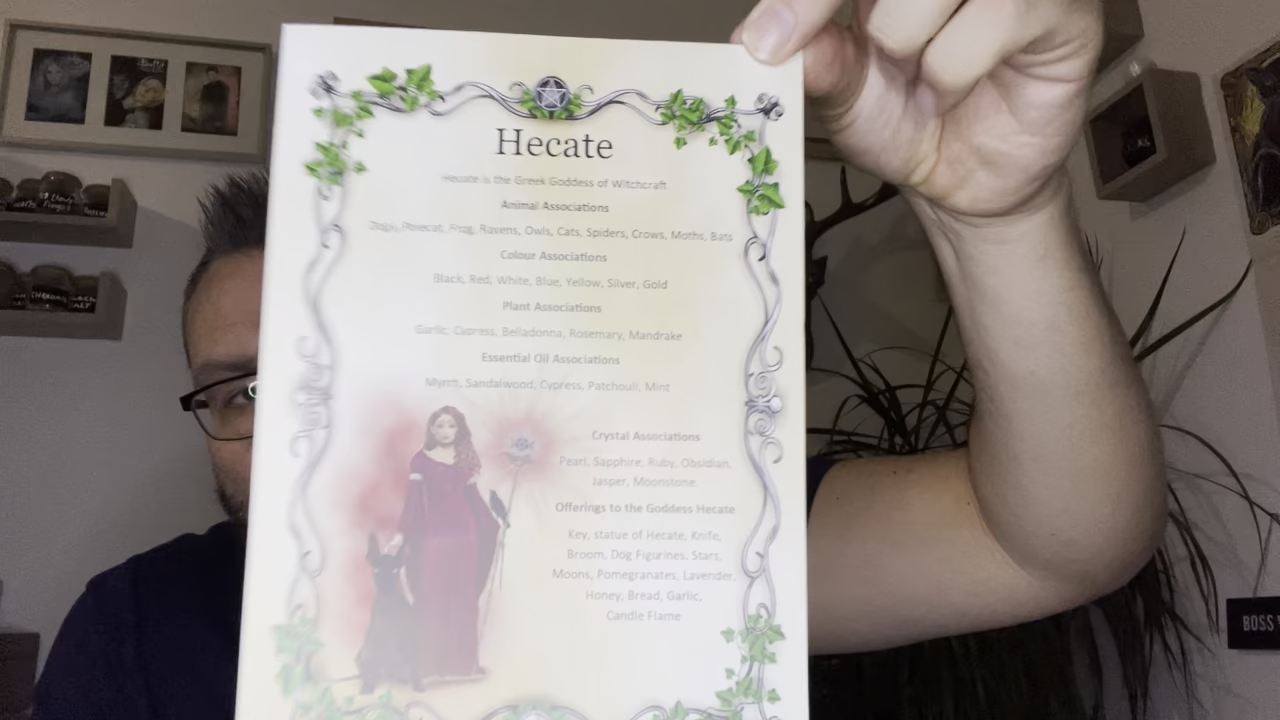 Hecate
Hecate is the Greek Goddess of Witchcraft
Animal Associations
Dogs, Polecat, Frog, Ravens, Owls, Cats, Spiders, Crows, Moths, Bats
Colour Associations
Black, Red, White, Blue, Yellow, Silver, Gold
Plant Associations
Garlic, Cypress, Belladonna, Rosemary, Mandrake
Essential Oil Associations
Myrrh, Sandalwood, Cypress, Patchouli, Mint
Crystal Associations
Pearl, Sapphire, Ruby, Obsidian,
Jasper, Moonstone
Offerings to the Goddess Hecate
Key, statue of Hecate, Knife,
Broom, Dog Figurines, Stars,
Moons, Pomegranates, Lavender,
Honey, Bread, Garlic,
Candle Flame
BOSS